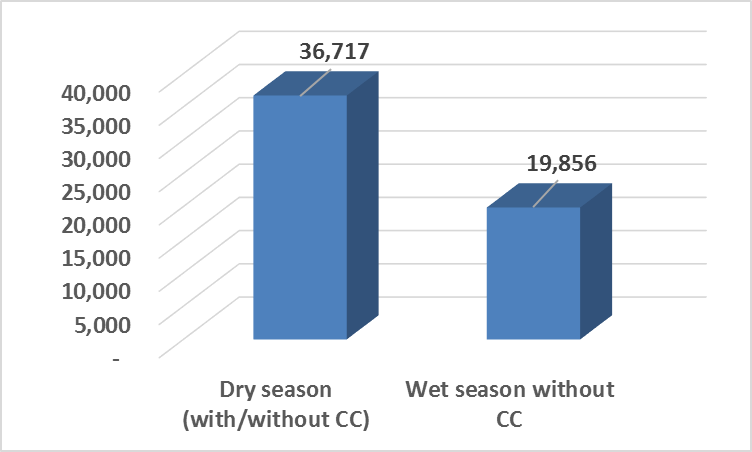 36,717
19,856
40,000
35,000
30,000
25,000
20,000
15,000
10,000
5,000
-
Dry season
(with/without CC)
Wet season without
CC